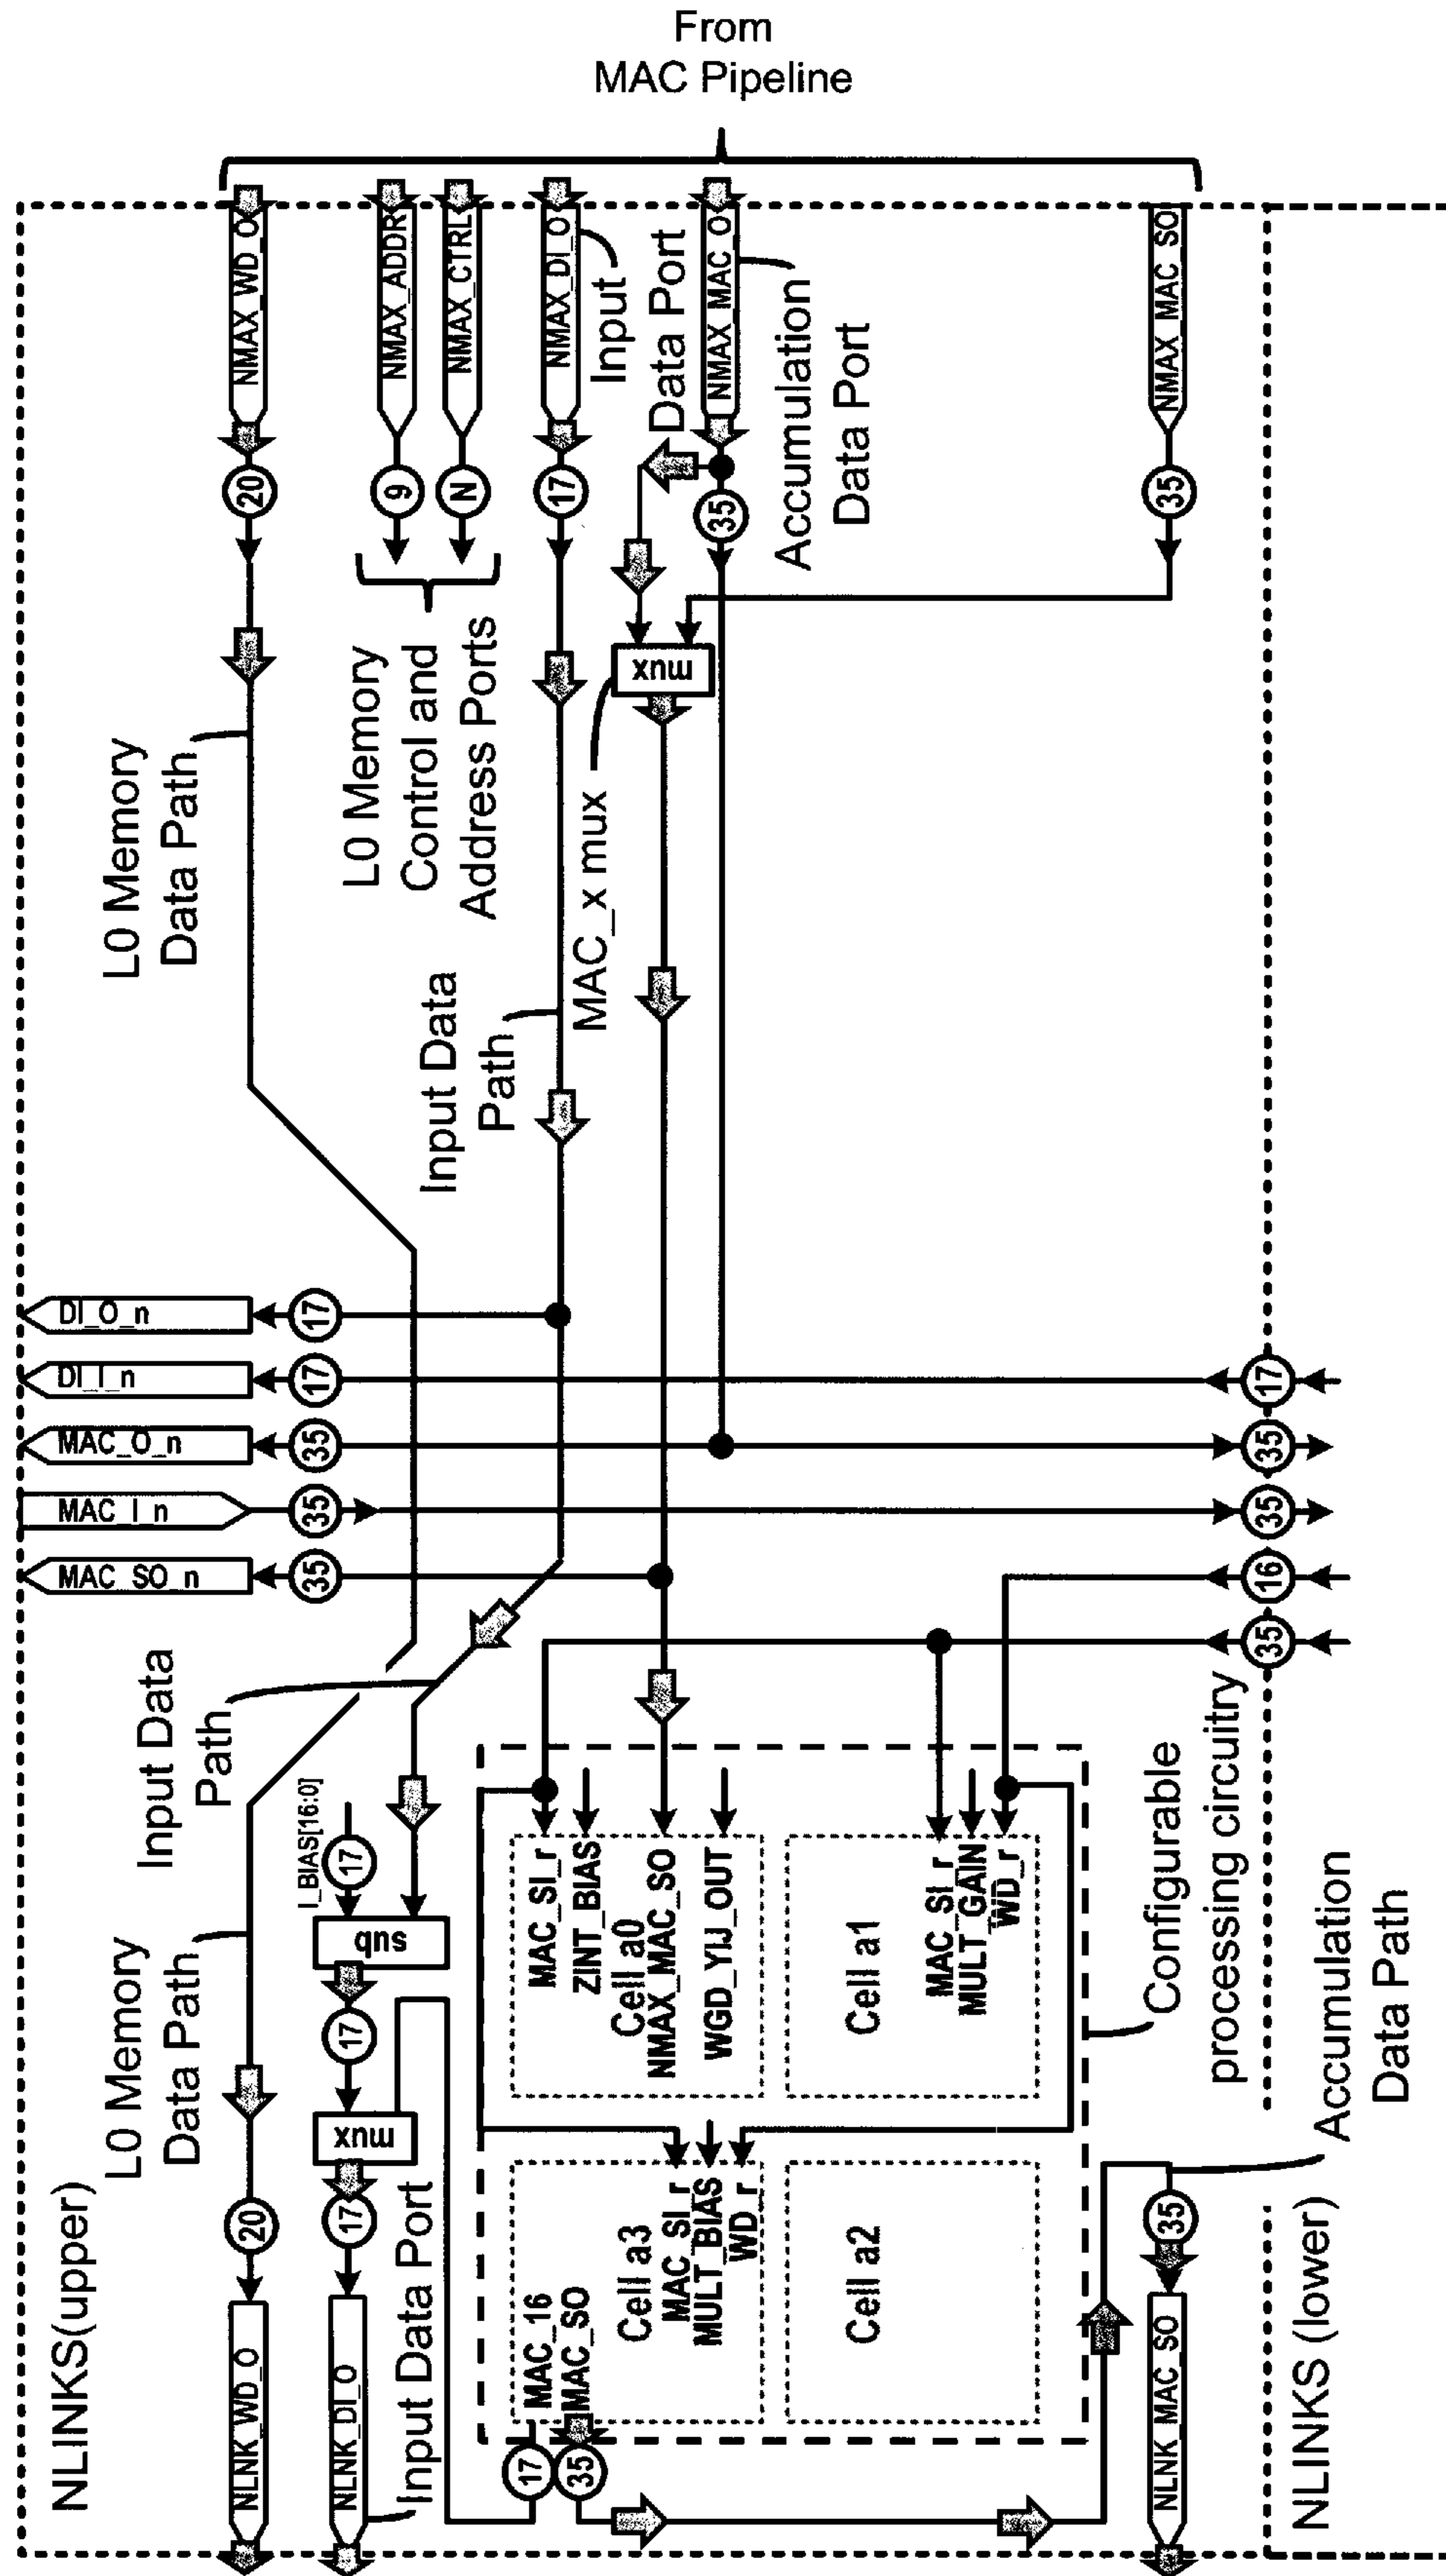 From
MAC Pipeline
NMAX_WD_O
NMAX_ADDR
NMAX_CTRL
NMAX_DI_O
NMAX_MAC_O
NMAX_MAC_SO
Input
Data Port
Accumulation
Data Port
20
9
N
17
35
35
L0 Memory
Data Path
L0 Memory
Control and
Address Ports
mux
MAC_x mux
Input Data
Path
DI_O_n
17
DI_I_n
17
17
MAC_O_n
35
35
MAC_I_n
35
35
MAC_SO_n
35
16
35
Input Data
Path
I_BIAS[16:0]
17
sub
17
mux
17
L0 Memory
Data Path
20
MAC_SI_r
ZINT_BIAS
Cell a0
NMAX_MAC_SO
WGD_YIJ_OUT
Cell a1
MAC_SI_r
MULT_GAIN
WD_r
Configurable
processing circuitry
Accumulation
Data Path
MAC_16
MAC_SO
Cell a3
MAC_SI_r
MULT_BIAS
WD_r
Cell a2
17
35
35
NLINKS(upper)
NLNK_WD_O
NLNK_DI_O
Input Data Port
NLNK_MAC_SO
NLINKS (lower)